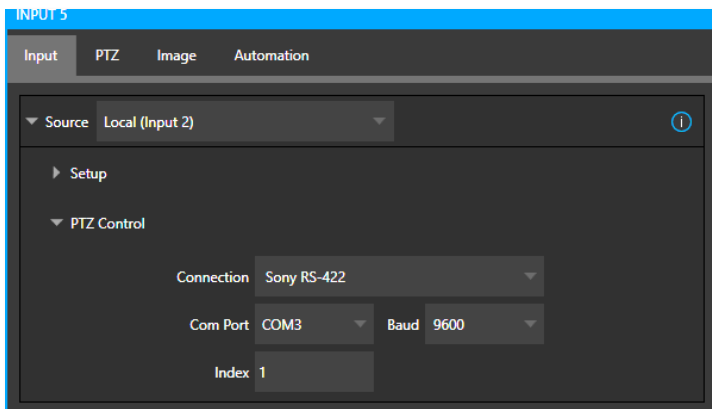 INPUT 5
Input PTZ Image Automation
Source Local (Input 2)
Setup
PTZ Control
Connection Sony RS-422
Com Port COM3 Baud 9600
Index 1